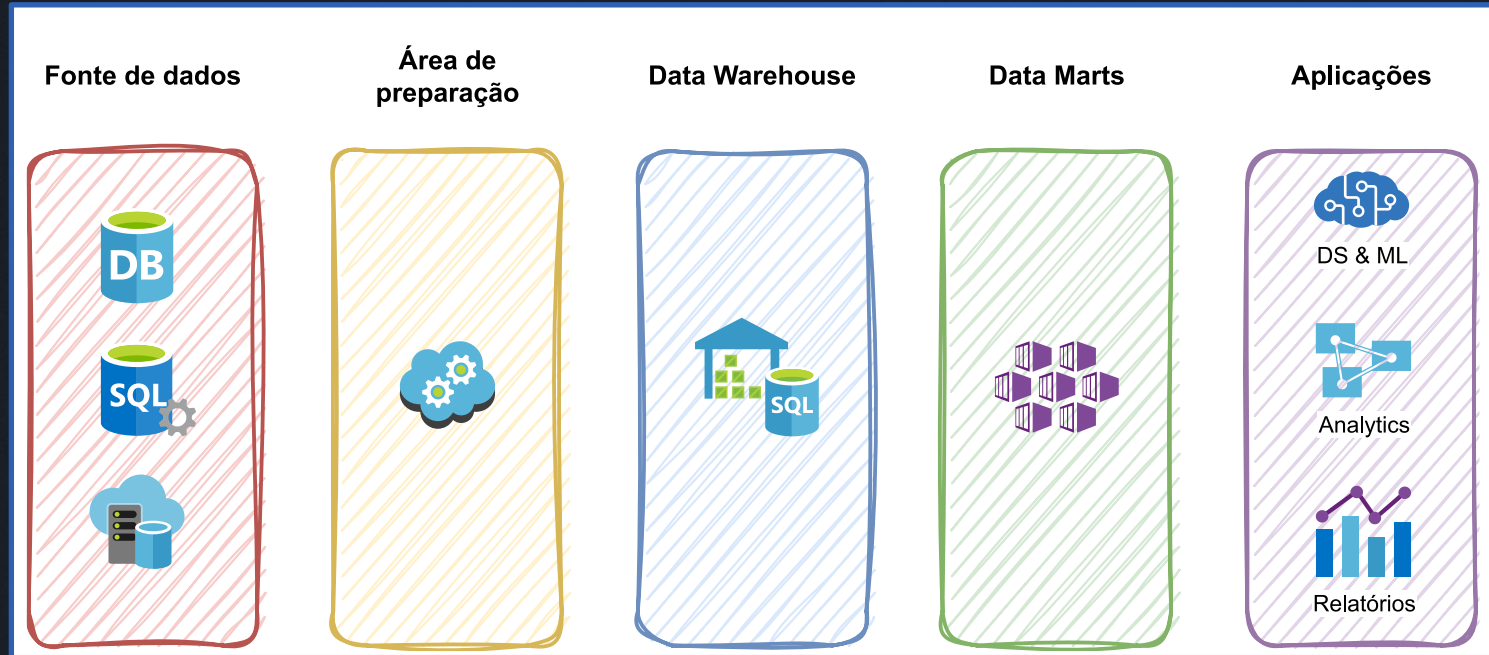 Fonte de dados
Área de
preparação
Data Warehouse
Data Marts
Aplicações
DB
SQL
SQL
DS & ML
Analytics
Relatórios